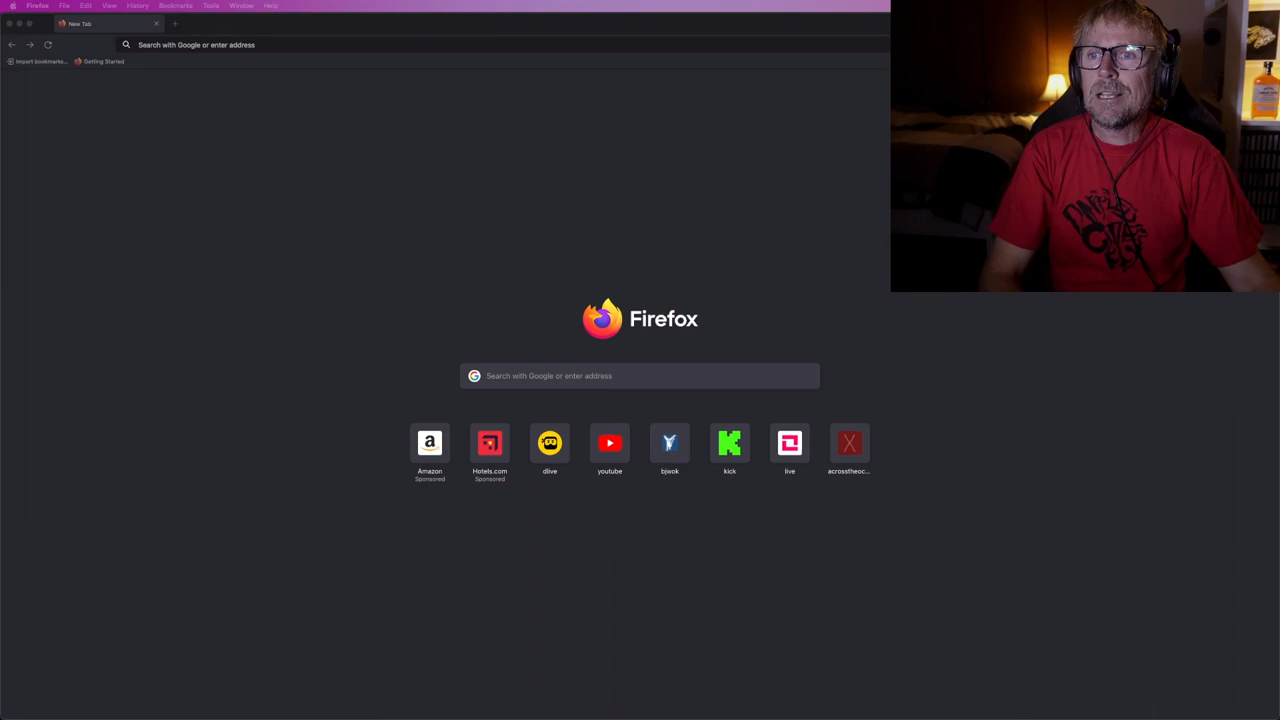 Firefox File Edit View History Bookmarks Tools Window Help
New Tab
Search with Google or enter address
Import bookmarks... Getting Started
Firefox
Search with Google or enter address
Amazon Hotels.com dlive youtube bjwok kick live acrosstheoc...
Sponsored Sponsored